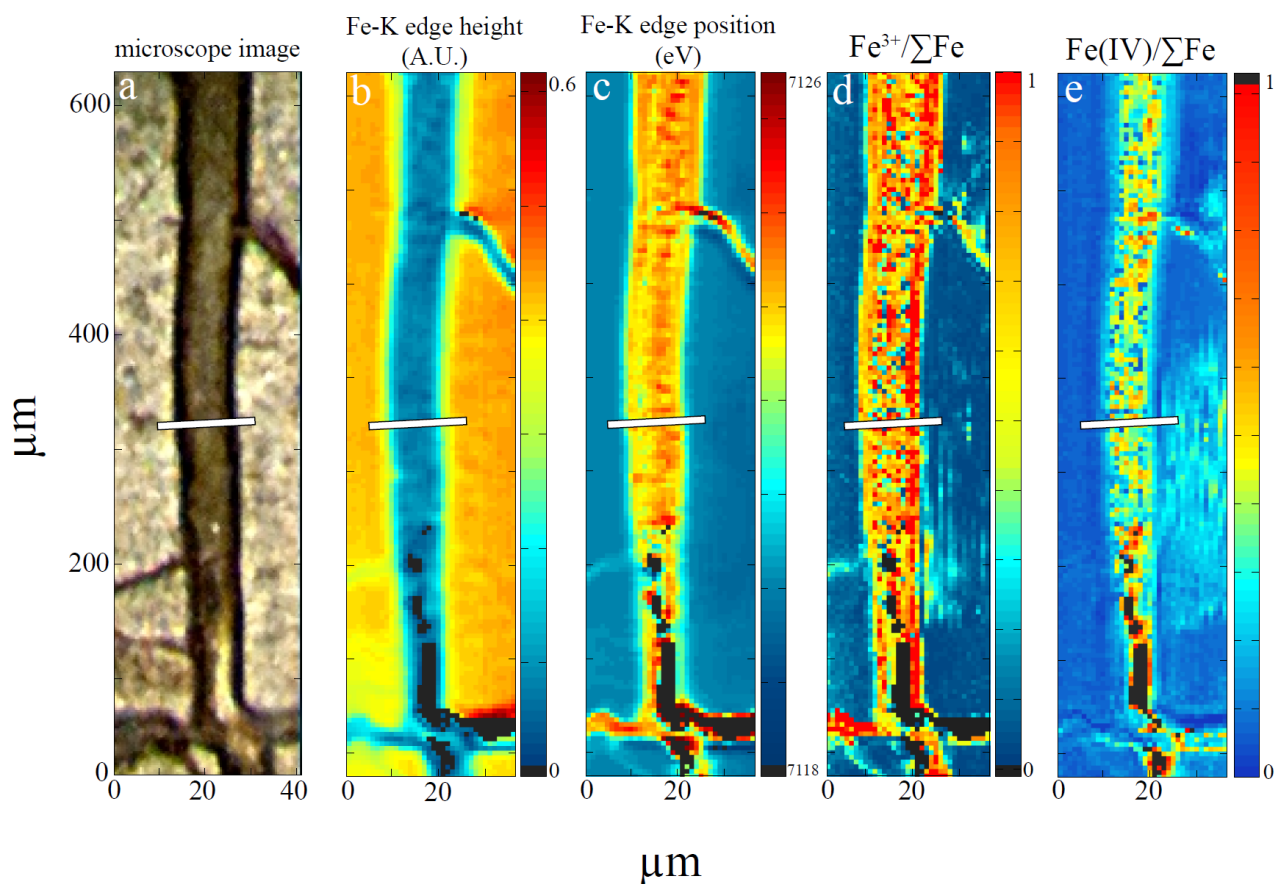 microscope image
Fe-K edge height
(A.U.)
Fe-K edge position
(eV)
Fe³⁺/∑Fe
Fe(IV)/∑Fe
a
b
c
d
e
600
400
200
0
µm
0.6
0
7126
7118
1
0
1
0
0 20 40
0 20
0 20
0 20
0 20
µm